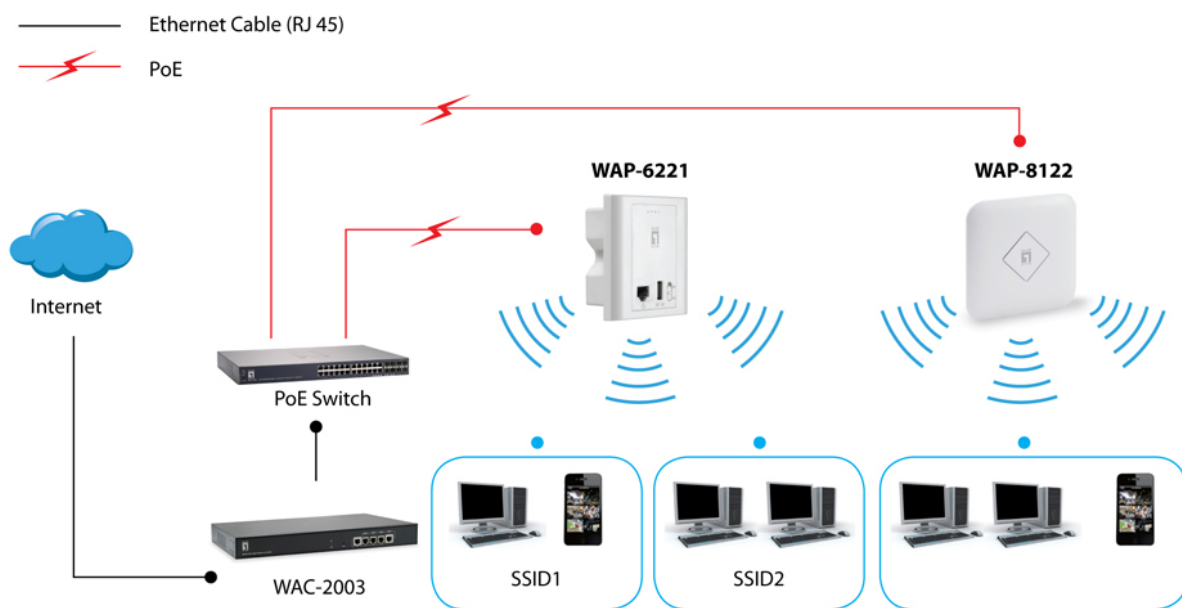 Ethernet Cable (RJ 45)
PoE
WAP-6221
WAP-8122
Internet
PoE Switch
WAC-2003
SSID1
SSID2